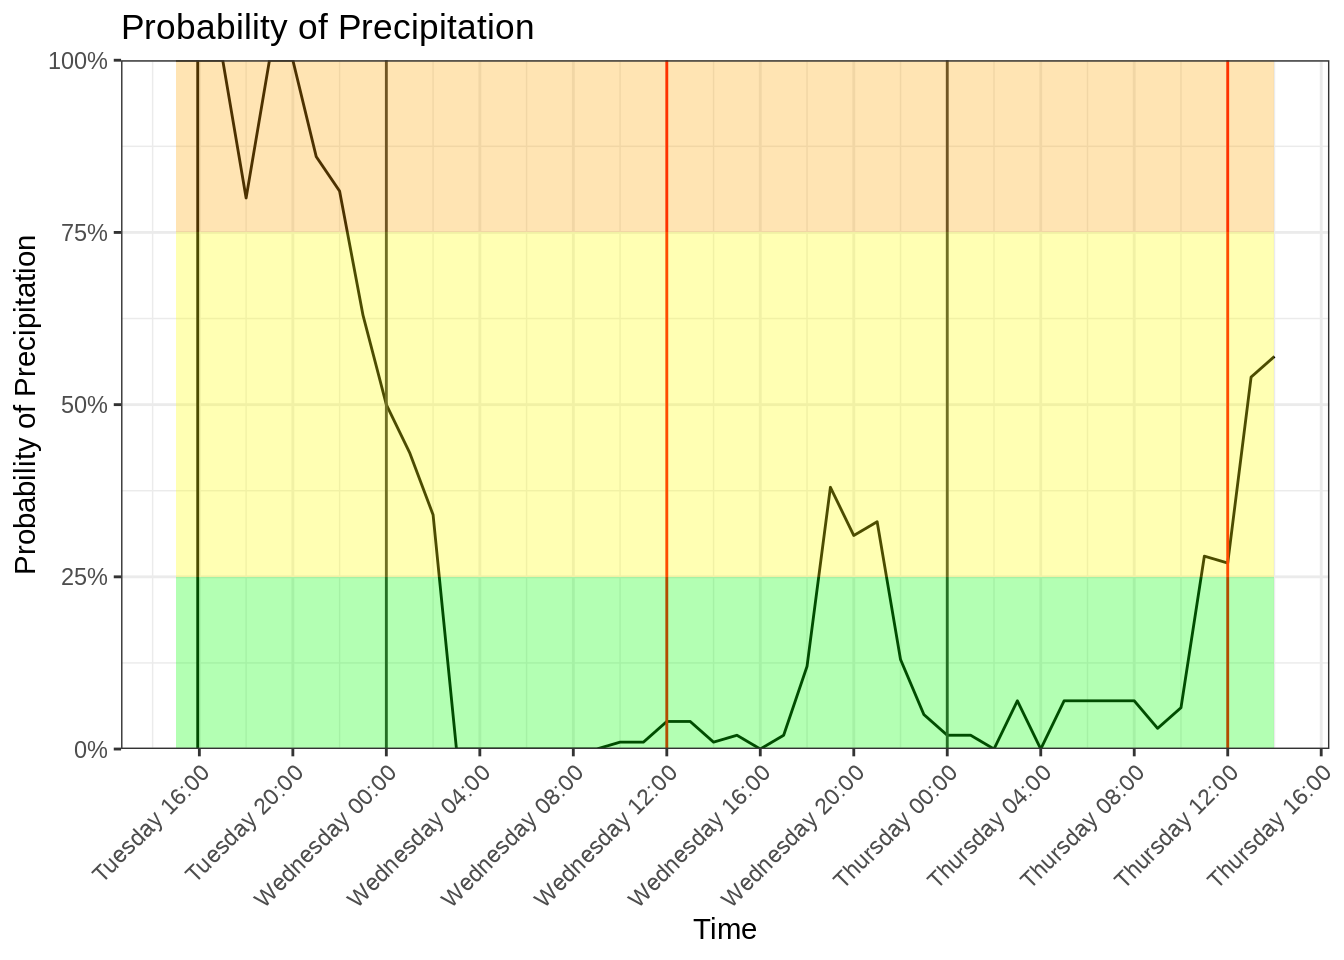 Probability of Precipitation
Probability of Precipitation
100%
75%
50%
25%
0%
Tuesday 16:00
Tuesday 20:00
Wednesday 00:00
Wednesday 04:00
Wednesday 08:00
Wednesday 12:00
Wednesday 16:00
Wednesday 20:00
Thursday 00:00
Thursday 04:00
Thursday 08:00
Thursday 12:00
Thursday 16:00
Time